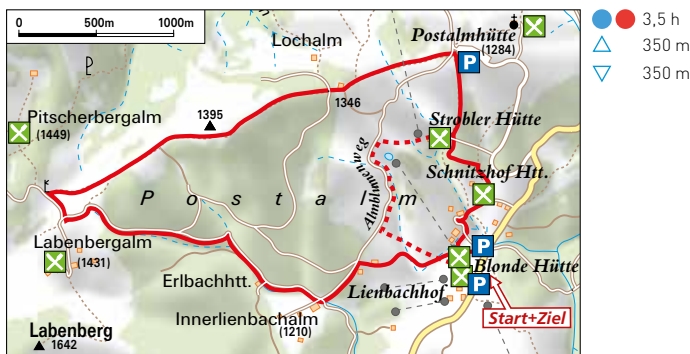 0 500m 1000m
Postalmhütte
(1284)
P
Lochalm
1346
1395
Pitscherbergalm
(1449)
Strobler Hütte
Almblumenweg
Schnitzhof Htt.
Postalm
P
Labenbergalm
(1431)
Blonde Hütte
Erlbachhtt.
Lienbachhof
P
Innerlienbachalm
(1210)
Start+Ziel
Labenberg
1642
3,5 h
350 m
350 m